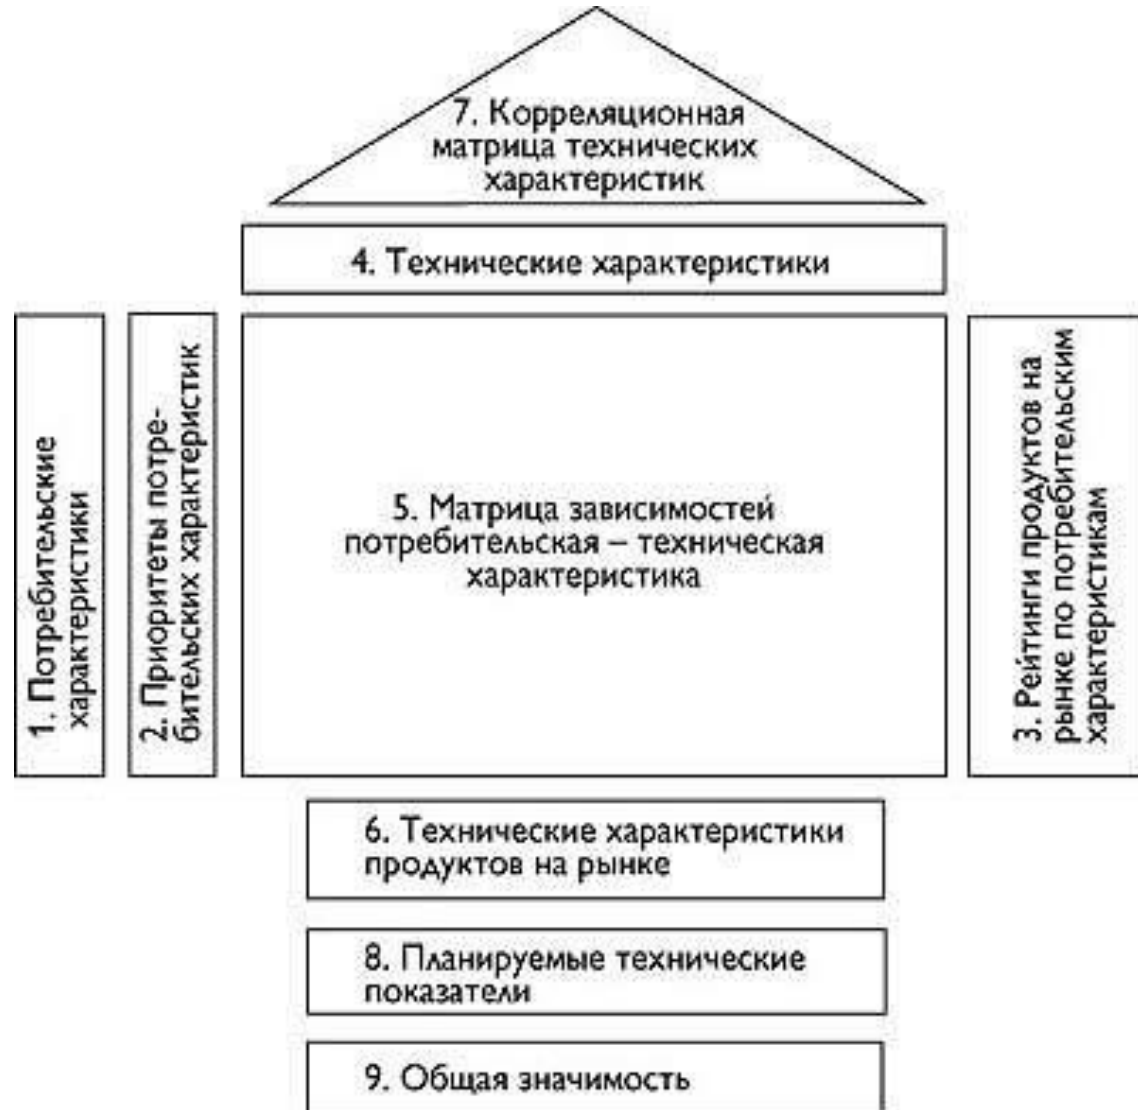 7. Корреляционная
матрица технических
характеристик
4. Технические характеристики
1. Потребительские
характеристики
2. Приоритеты потре-
бительских характеристик
5. Матрица зависимостей
потребительская – техническая
характеристика
3. Рейтинги продуктов на
рынке по потребительским
характеристикам
6. Технические характеристики
продуктов на рынке
8. Планируемые технические
показатели
9. Общая значимость